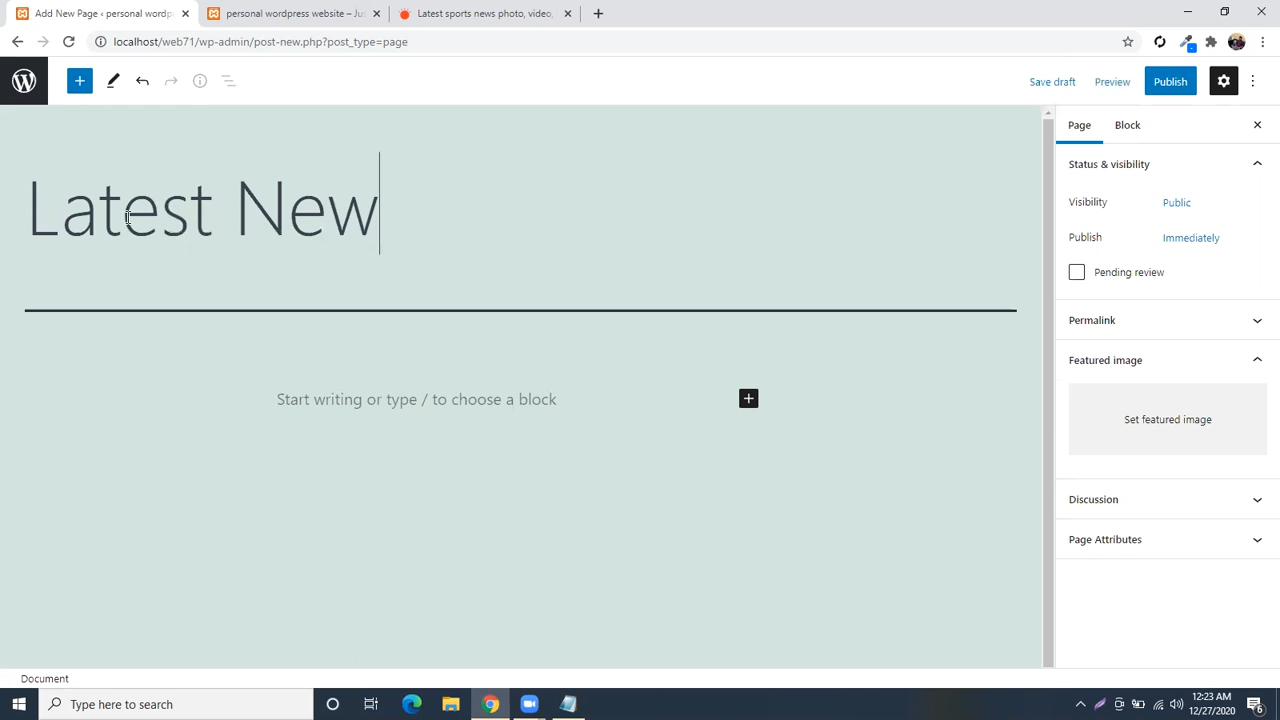 Add New Page ‹ personal wordp
personal wordpress website – Jus
Latest sports news photo, video,
localhost/web71/wp-admin/post-new.php?post_type=page
Save draft
Preview
Publish
Page
Block
Latest New
Status & visibility
Visibility
Public
Publish
Immediately
Pending review
Permalink
Featured image
Start writing or type / to choose a block
Set featured image
Discussion
Page Attributes
Document
Type here to search
12:23 AM
12/27/2020
6